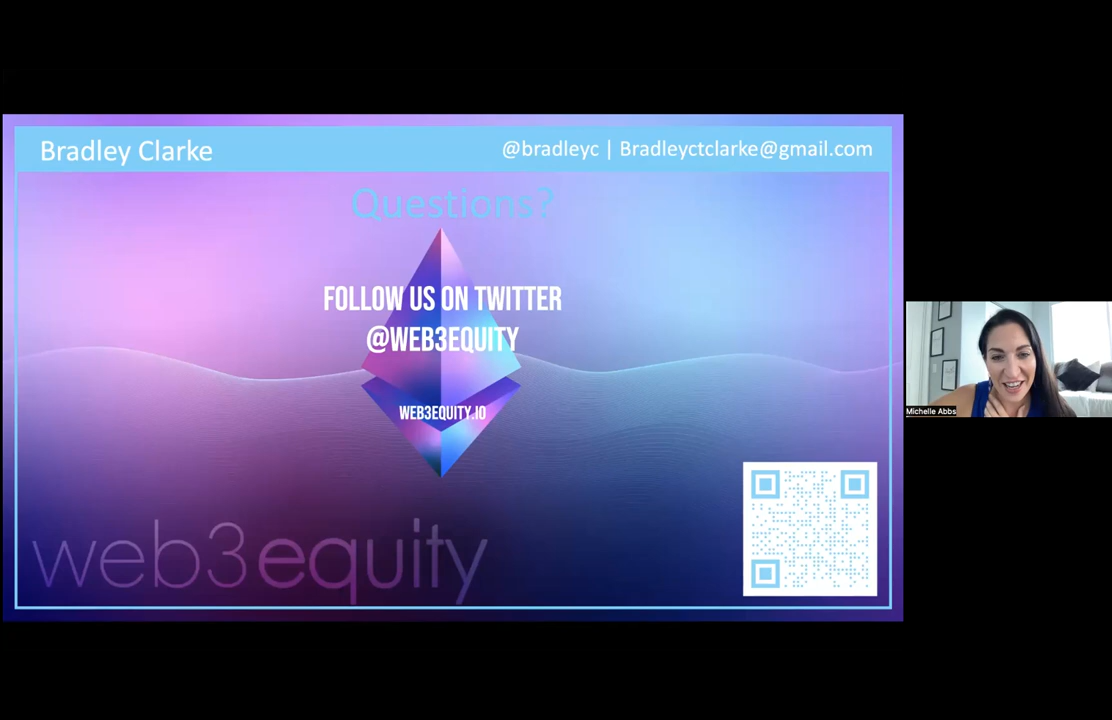 Bradley Clarke
@bradleyc | Bradleyctclarke@gmail.com
Questions?
FOLLOW US ON TWITTER
@WEB3EQUITY
WEB3EQUITY.IO
web3equity
Michelle Abbs